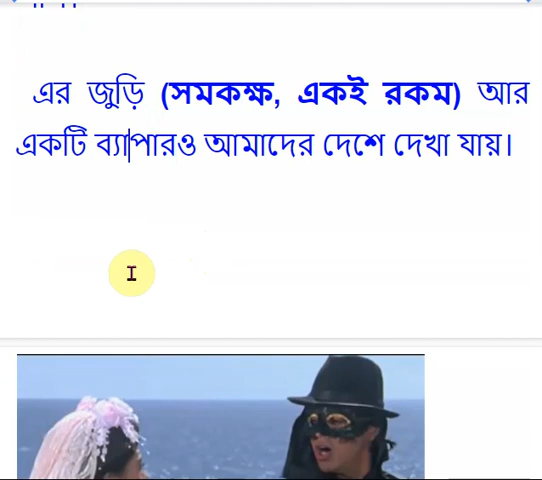 এর জুড়ি (সমকক্ষ, একই রকম) আর
একটি ব্যাপারও আমাদের দেশে দেখা যায়।